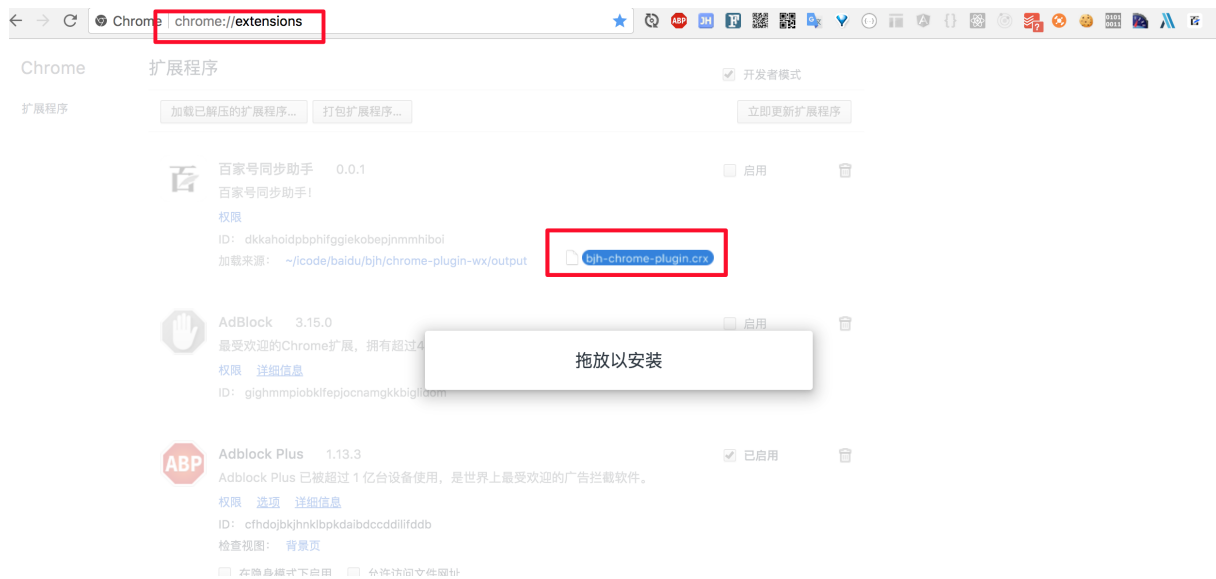 Chrome | chrome://extensions
Chrome
扩展程序
扩展程序
开发者模式
加载已解压的扩展程序... 打包扩展程序... 立即更新扩展程序
百家号同步助手 0.0.1 启用
百家号同步助手!
权限
ID: dkkahoidpbphifggiekobepjnmmhiboi
加载来源: ~/icode/baidu/bjh/chrome-plugin-wx/output
bjh-chrome-plugin.crx
AdBlock 3.15.0 启用
最受欢迎的Chrome扩展，拥有超过4
拖放以安装
权限 详细信息
ID: gighmmpiobklfepjocnamgkkbiglidom
Adblock Plus 1.13.3 已启用
ABP
Adblock Plus 已被超过 1 亿台设备使用，是世界上最受欢迎的广告拦截软件。
权限 选项 详细信息
ID: cfhdojbkjhnklbpkdaibdccddilifddb
检查视图: 背景页
在隐身模式下启用 允许访问文件网址